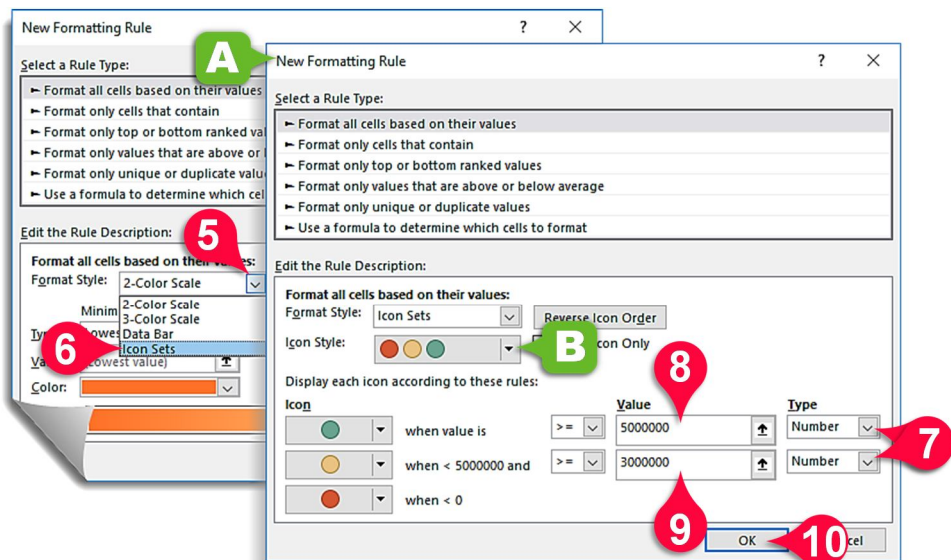 New Formatting Rule ? ×
Select a Rule Type:
► Format all cells based on their values
► Format only cells that contain
► Format only top or bottom ranked val
► Format only values that are above or
► Format only unique or duplicate value
► Use a formula to determine which cel
Edit the Rule Description:
5
Format all cells based on their values:
Format Style: 2-Color Scale
2-Color Scale
Minim
3-Color Scale
Data Bar
6
Icon Sets
(Lowest value)
Color:
A
New Formatting Rule ? ×
Select a Rule Type:
► Format all cells based on their values
► Format only cells that contain
► Format only top or bottom ranked values
► Format only values that are above or below average
► Format only unique or duplicate values
► Use a formula to determine which cells to format
Edit the Rule Description:
Format all cells based on their values:
Format Style: Icon Sets Reverse Icon Order
Icon Style: B Icon Only
Display each icon according to these rules:
8
Icon Value Type
when value is >= 5000000 Number
7
when < 5000000 and >= 3000000 Number
when < 0
9
OK 10 cel